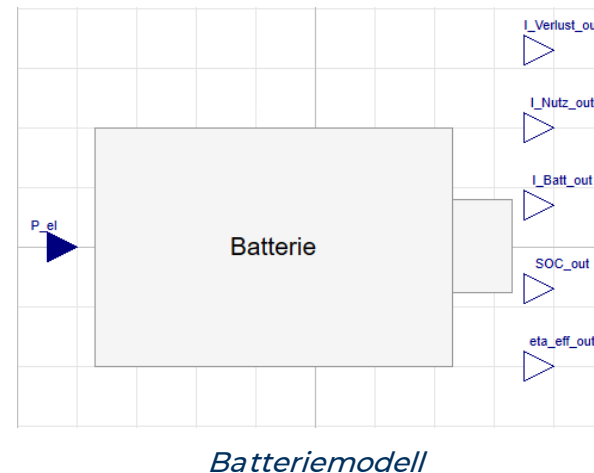 I_Verlust_ou
I_Nutz_out
I_Batt_out
P_el
Batterie
SOC_out
eta_eff_out
Batteriemodell